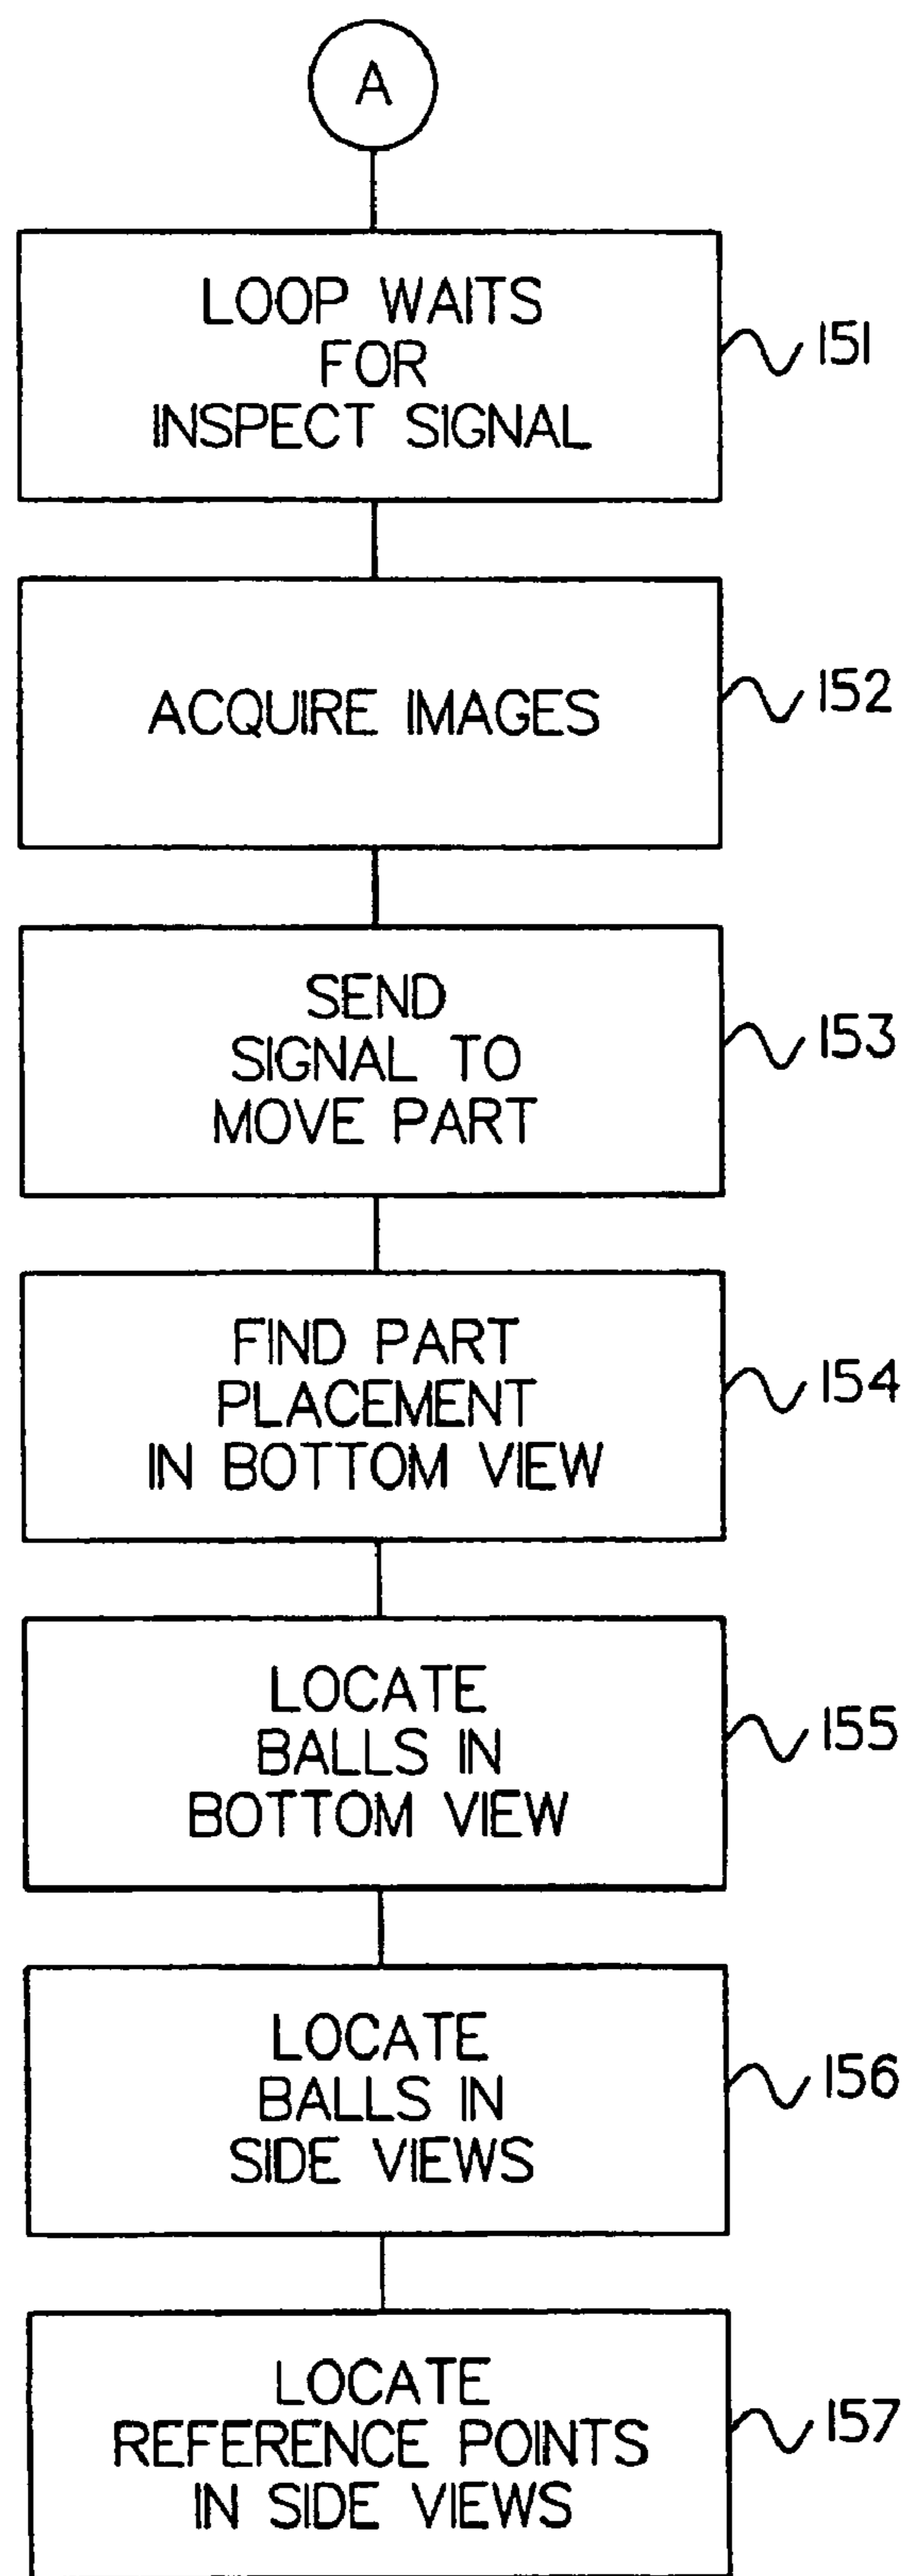 A
LOOP WAITS
FOR
INSPECT SIGNAL
151
ACQUIRE IMAGES
152
SEND
SIGNAL TO
MOVE PART
153
FIND PART
PLACEMENT
IN BOTTOM VIEW
154
LOCATE
BALLS IN
BOTTOM VIEW
155
LOCATE
BALLS IN
SIDE VIEWS
156
LOCATE
REFERENCE POINTS
IN SIDE VIEWS
157